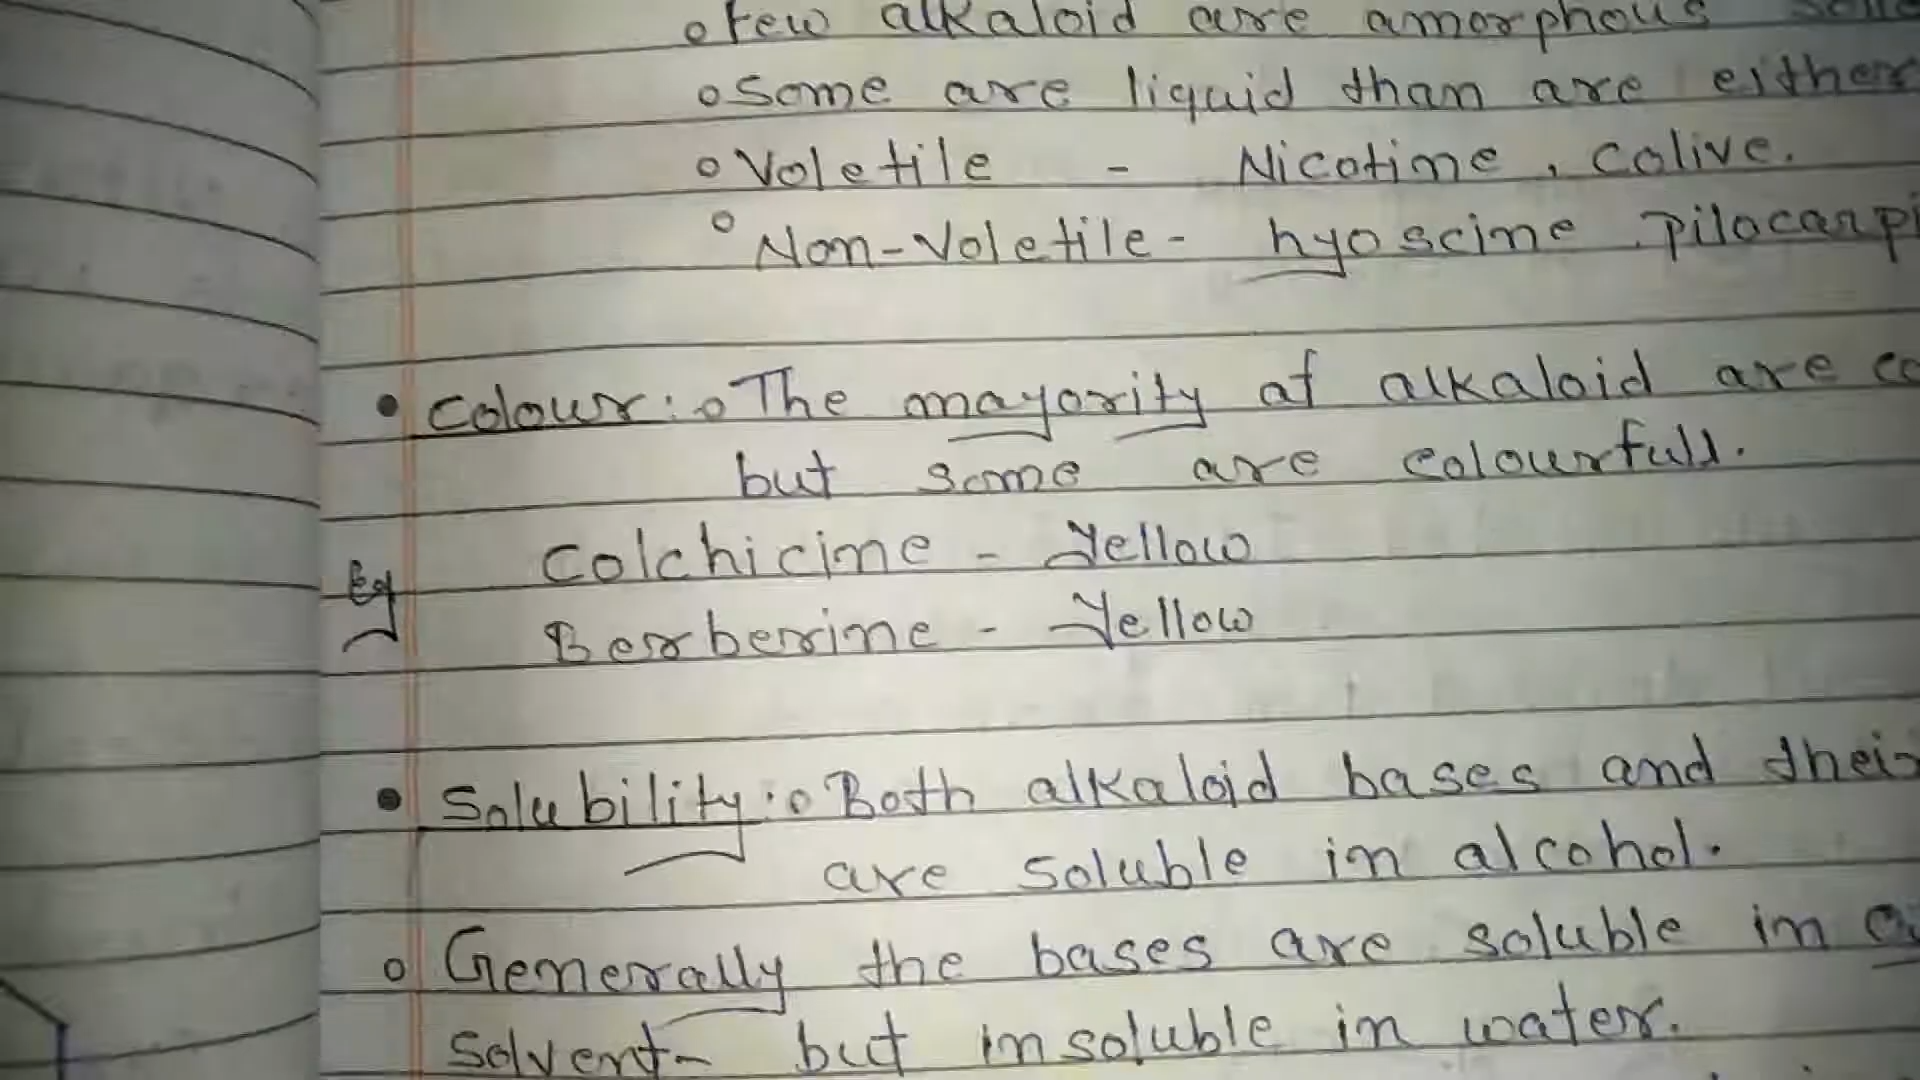 o few alkaloid are amorphous
o Some are liquid than are either
o Voletile - Nicotine, Colive.
o Non-Voletile - hyoscine, Pilocarpi
• Colour: o The mayority of alkaloid are co
but some are colourfull.
Eg Colchicine - Yellow
Berberine - Yellow
• Solubility: o Both alkaloid bases and their
are soluble in alcohol.
o Generally the bases are soluble in
Solvent- but insoluble in water.